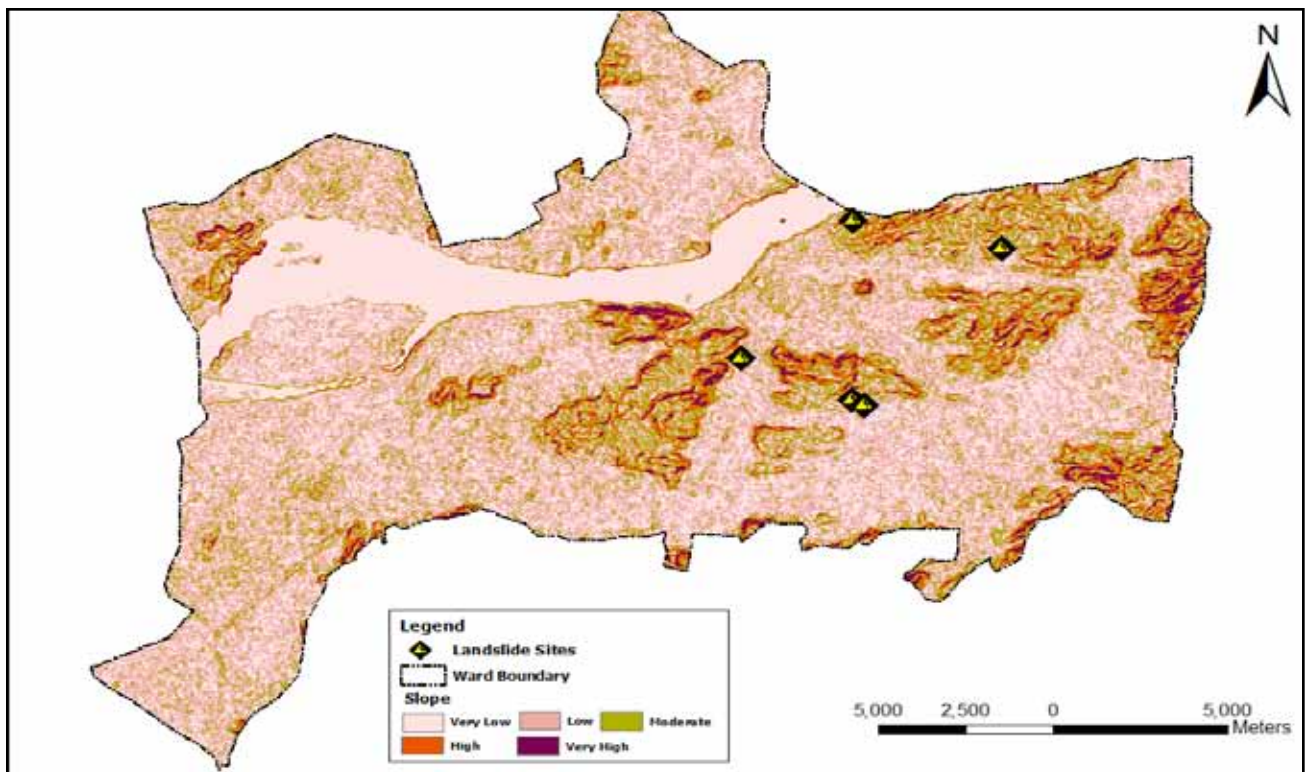 N
Legend
Landslide Sites
Ward Boundary
Slope
Very Low Low Moderate
High Very High
5,000 2,500 0 5,000
Meters